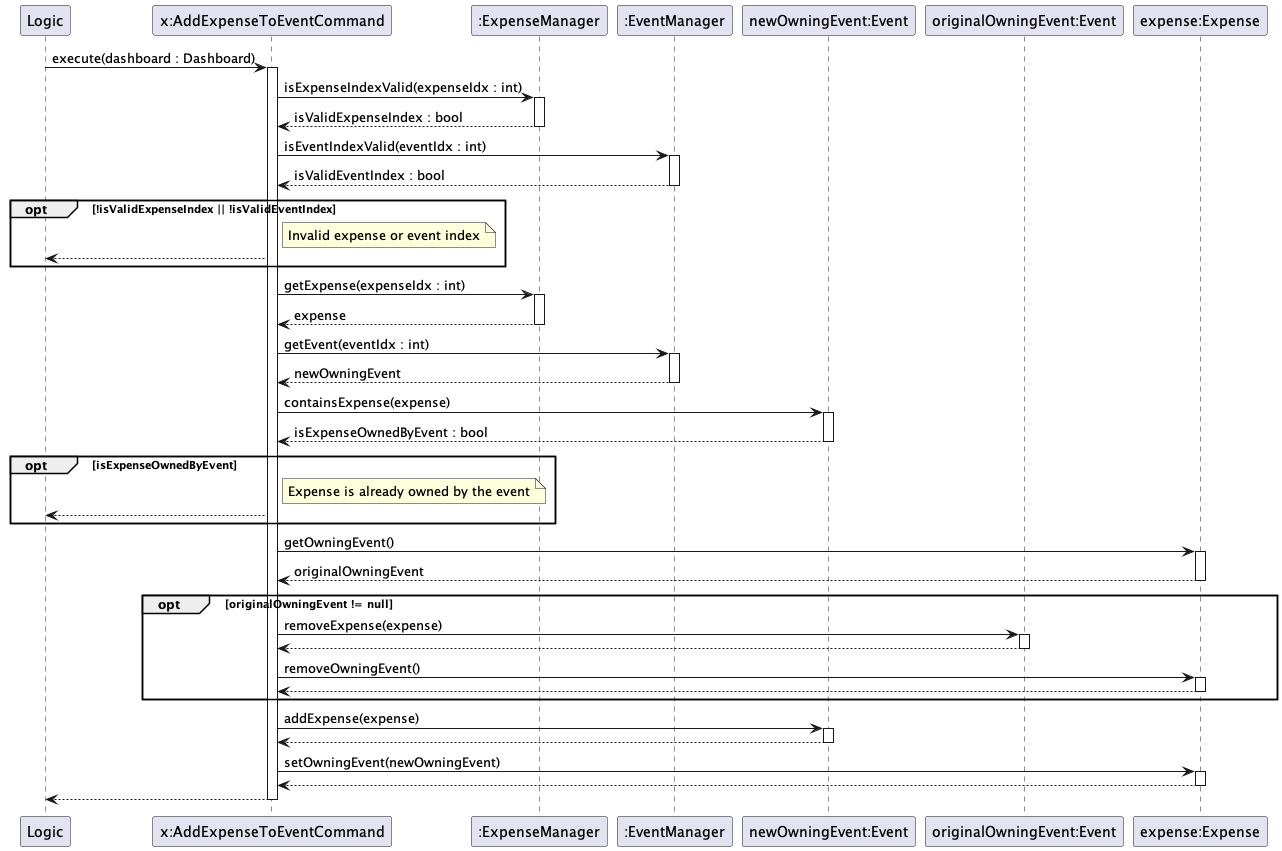 Logic
x:AddExpenseToEventCommand
:ExpenseManager
:EventManager
newOwningEvent:Event
originalOwningEvent:Event
expense:Expense
execute(dashboard : Dashboard)
isExpenseIndexValid(expenseIdx : int)
isValidExpenseIndex : bool
isEventIndexValid(eventIdx : int)
isValidEventIndex : bool
opt
[!isValidExpenseIndex || !isValidEventIndex]
Invalid expense or event index
getExpense(expenseIdx : int)
expense
getEvent(eventIdx : int)
newOwningEvent
containsExpense(expense)
isExpenseOwnedByEvent : bool
opt
[isExpenseOwnedByEvent]
Expense is already owned by the event
getOwningEvent()
originalOwningEvent
opt
[originalOwningEvent != null]
removeExpense(expense)
removeOwningEvent()
addExpense(expense)
setOwningEvent(newOwningEvent)
Logic
x:AddExpenseToEventCommand
:ExpenseManager
:EventManager
newOwningEvent:Event
originalOwningEvent:Event
expense:Expense